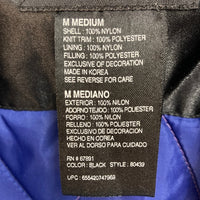 M MEDIUM
SHELL : 100% NYLON
KNIT TRIM : 100% POLYESTER
LINING : 100% NYLON
FILLING : 100% POLYESTER
EXCLUSIVE OF DECORATION
MADE IN KOREA
SEE REVERSE FOR CARE
M MEDIANO
EXTERIOR : 100% NILON
ADORNO TEJIDO : 100% POLIESTER
FORRO : 100% NILON
RELLENO : 100% POLIESTER
EXCLUSIVO DE DECORACION
HECHO EN COREA
VER AL DORSO PARA CUIDADO
RN # 67891
COLOR : BLACK STYLE : 80439
UPC : 655420747969